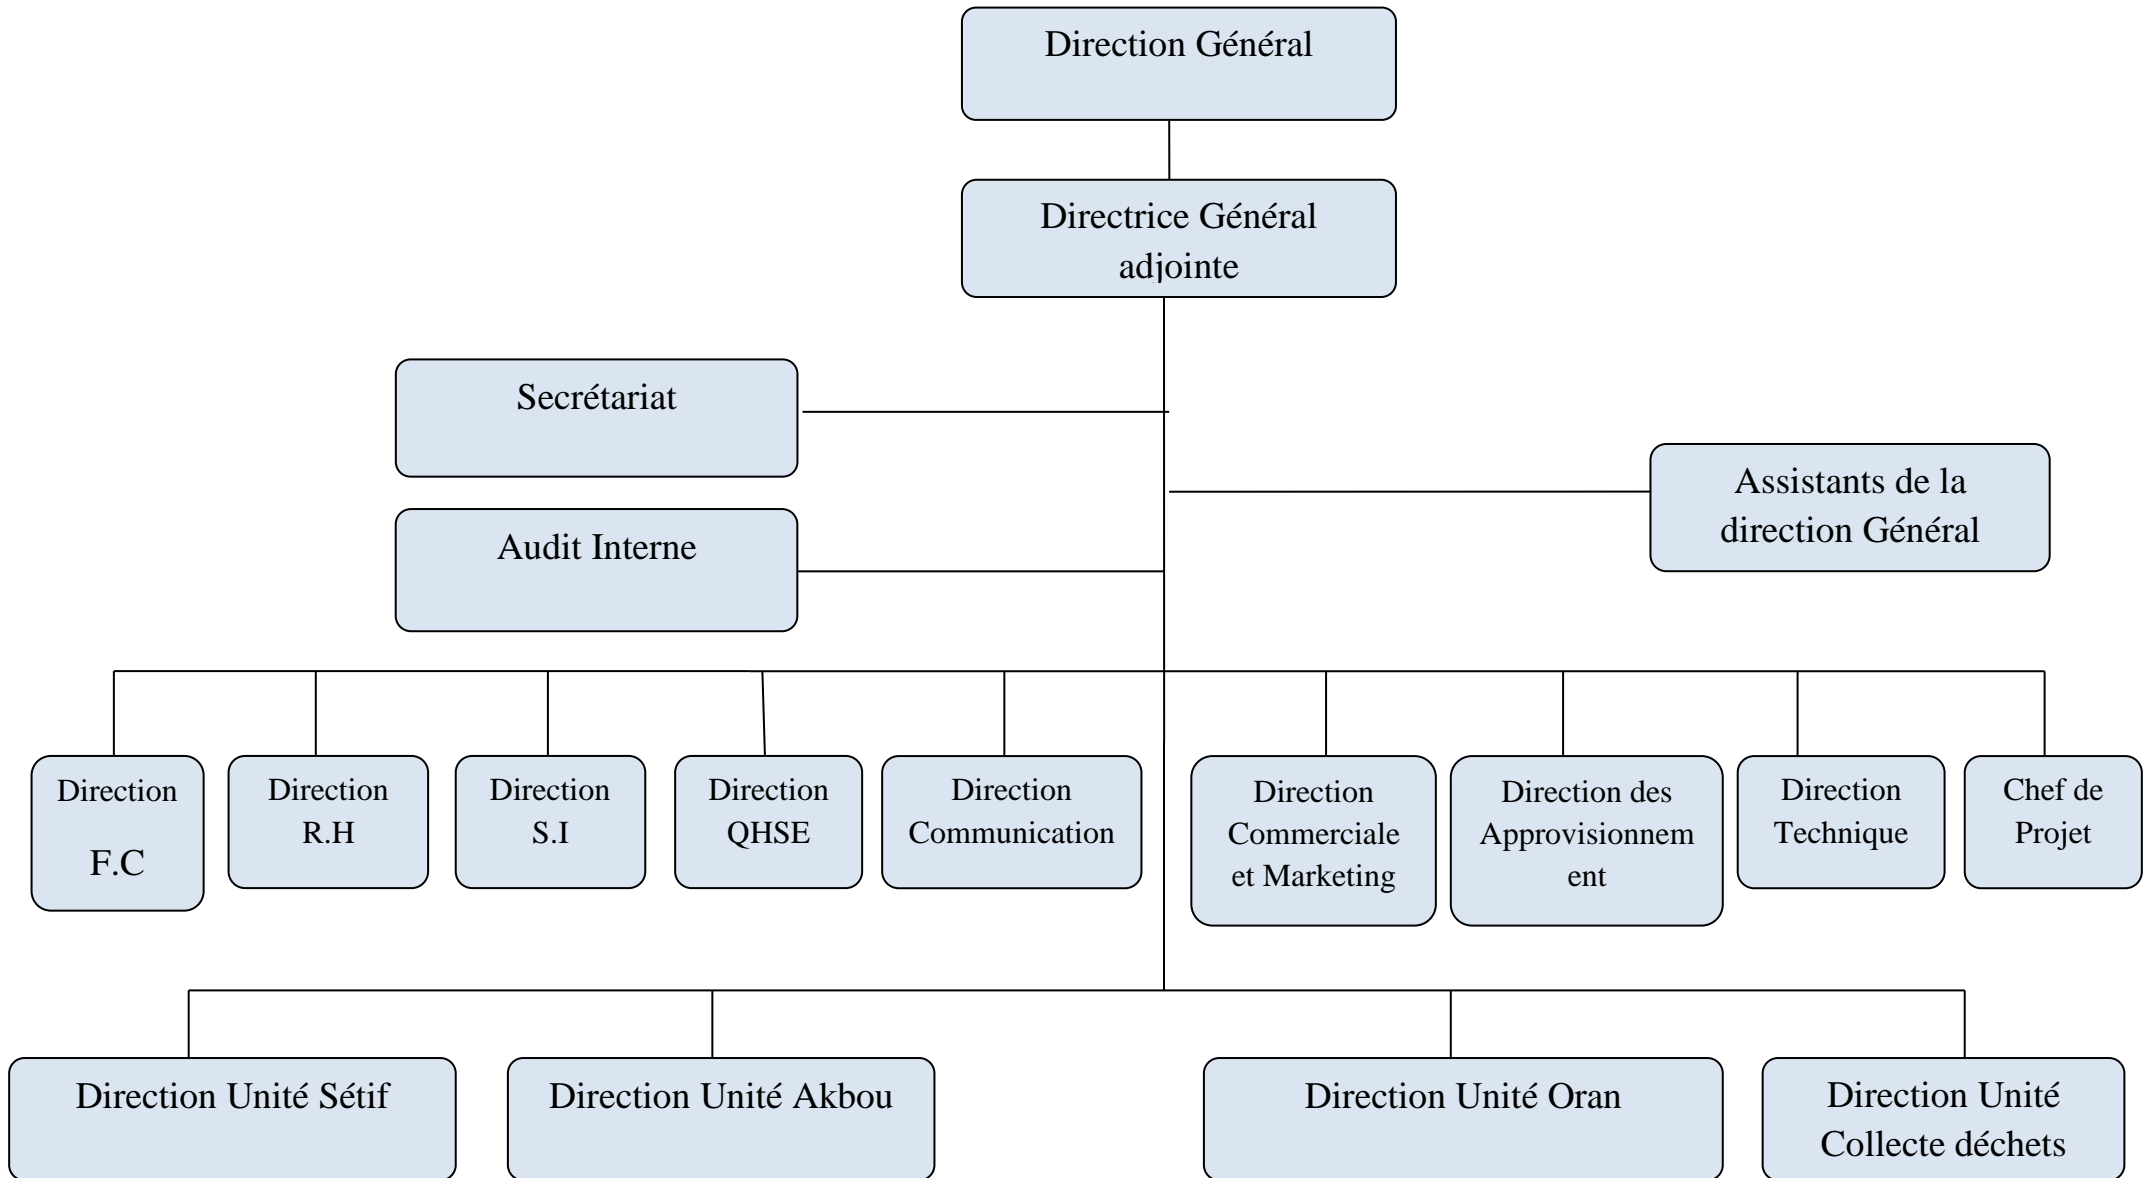 Direction Général
Directrice Général
adjointe
Secrétariat
Assistants de la
direction Général
Audit Interne
Direction
F.C
Direction
R.H
Direction
S.I
Direction
QHSE
Direction
Communication
Direction
Commerciale
et Marketing
Direction des
Approvisionnem
ent
Direction
Technique
Chef de
Projet
Direction Unité Sétif
Direction Unité Akbou
Direction Unité Oran
Direction Unité
Collecte déchets